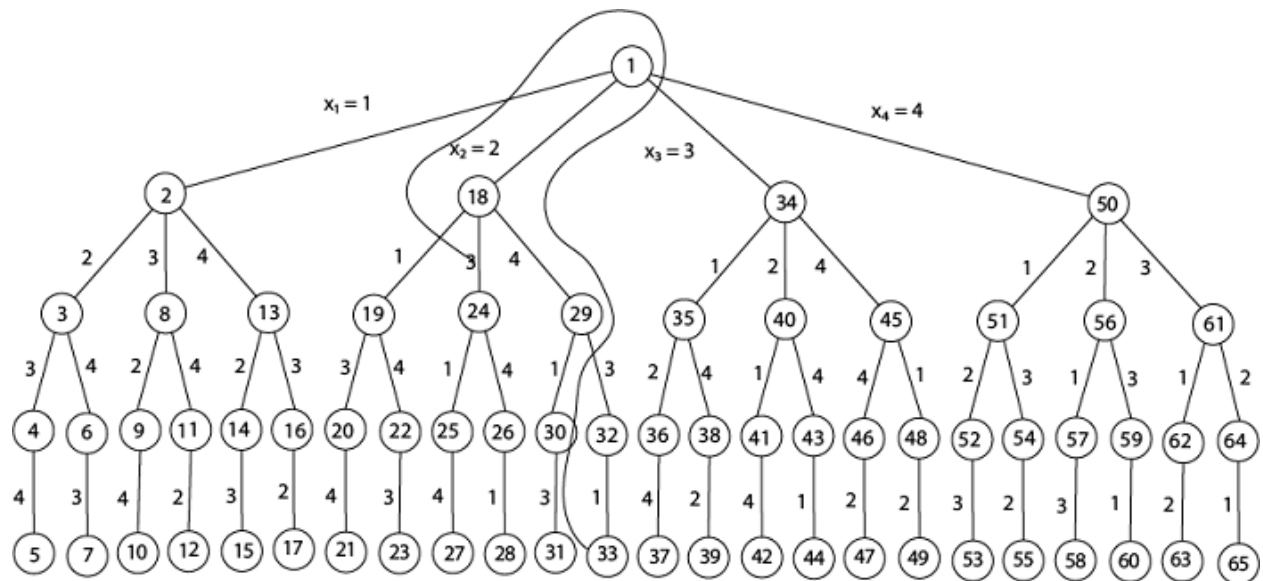 1
x₁ = 1
x₄ = 4
x₂ = 2
x₃ = 3
2
18
34
50
2 3 4 1 3 4 1 2 4 1 2 3
3 8 13 19 24 29 35 40 45 51 56 61
3 4 2 4 2 3 3 4 1 4 1 3 2 4 1 4 4 1 2 3 1 3 1 2
4 6 9 11 14 16 20 22 25 26 30 32 36 38 41 43 46 48 52 54 57 59 62 64
4 3 4 2 3 2 4 3 4 1 3 1 4 2 4 1 2 2 3 2 3 1 2 1
5 7 10 12 15 17 21 23 27 28 31 33 37 39 42 44 47 49 53 55 58 60 63 65